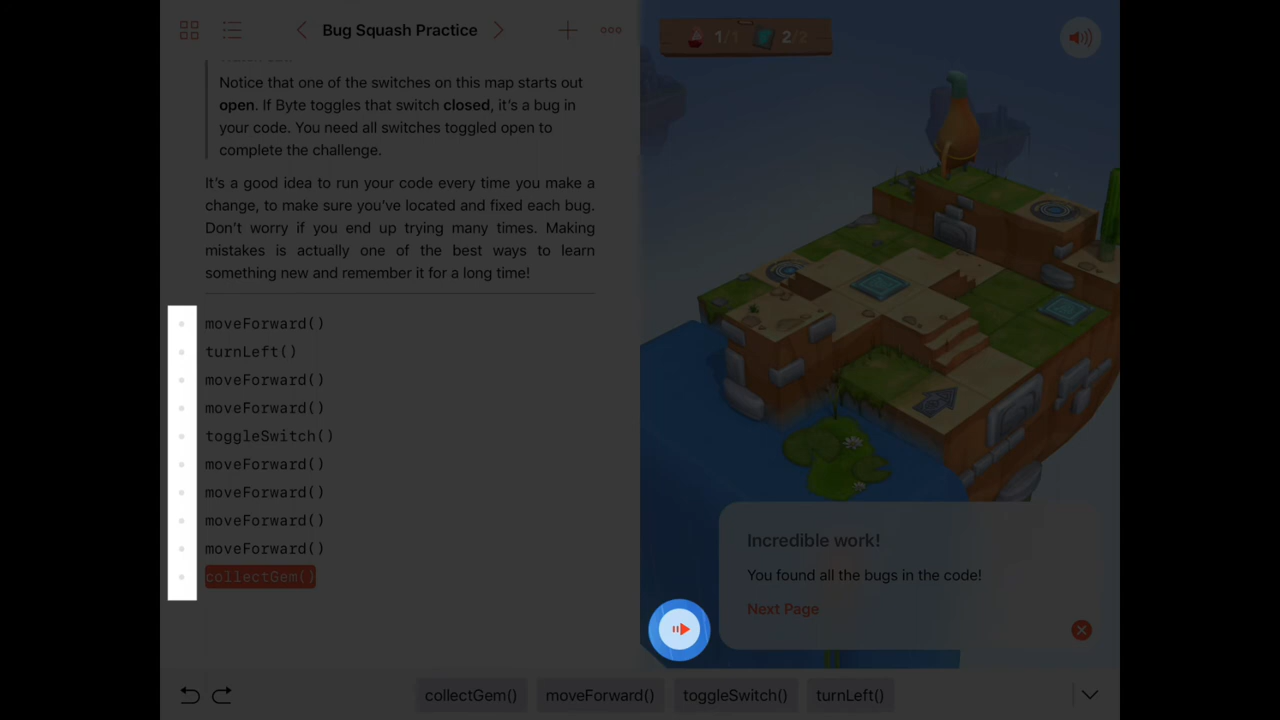 Bug Squash Practice
1/1 2/2
Notice that one of the switches on this map starts out
open. If Byte toggles that switch closed, it's a bug in
your code. You need all switches toggled open to
complete the challenge.
It's a good idea to run your code every time you make a
change, to make sure you've located and fixed each bug.
Don't worry if you end up trying many times. Making
mistakes is actually one of the best ways to learn
something new and remember it for a long time!
moveForward()
turnLeft()
moveForward()
moveForward()
toggleSwitch()
moveForward()
moveForward()
moveForward()
moveForward()
collectGem()
Incredible work!
You found all the bugs in the code!
Next Page
collectGem() moveForward() toggleSwitch() turnLeft()